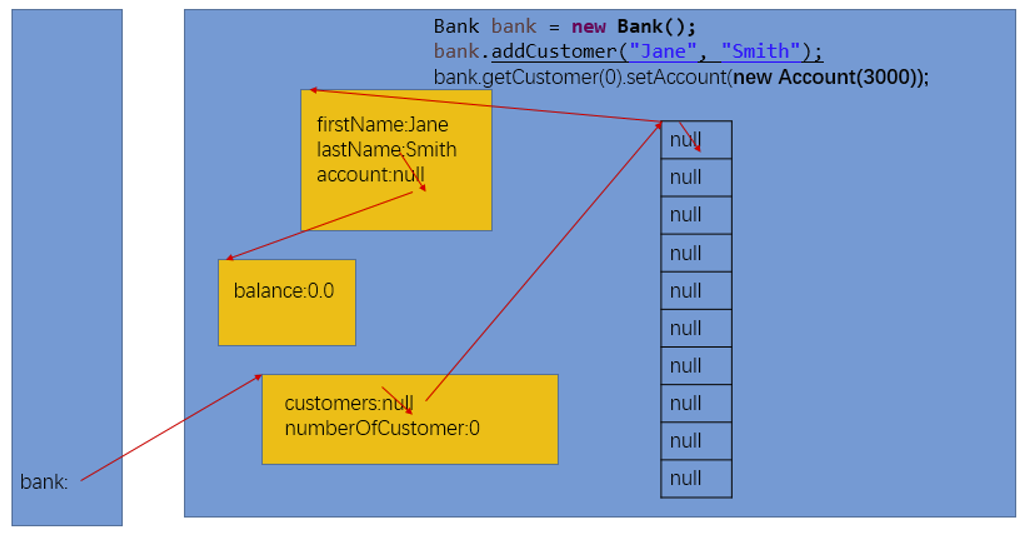 Bank bank = new Bank();
bank.addCustomer("Jane", "Smith");
bank.getCustomer(0).setAccount(new Account(3000));
firstName:Jane
lastName:Smith
account:null
balance:0.0
customers:null
numberOfCustomer:0
bank:
null
null
null
null
null
null
null
null
null
null